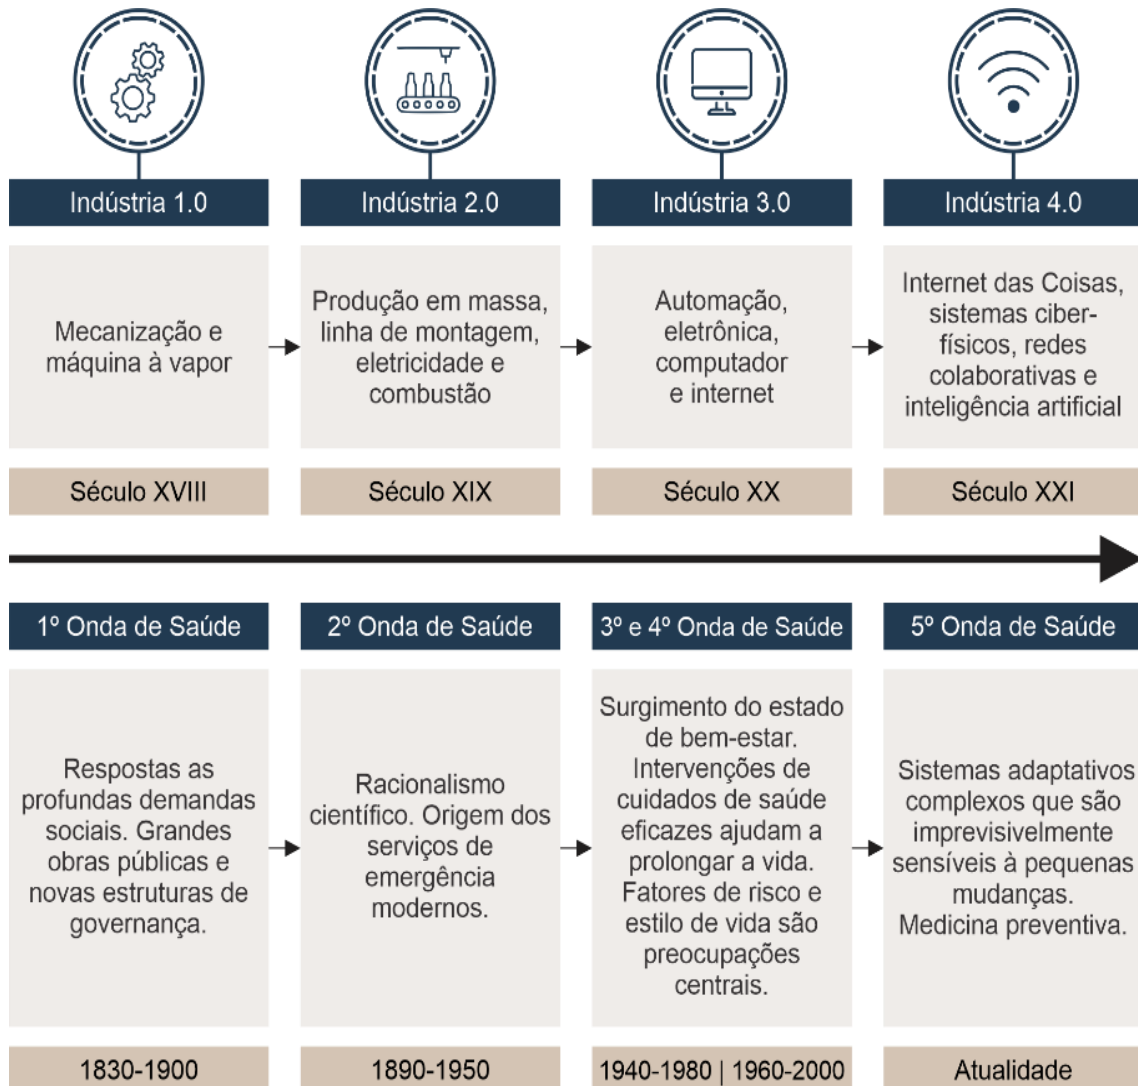 Indústria 1.0
Indústria 2.0
Indústria 3.0
Indústria 4.0
Mecanização e
máquina à vapor
Produção em massa,
linha de montagem,
eletricidade e
combustão
Automação,
eletrônica,
computador
e internet
Internet das Coisas,
sistemas ciber-
físicos, redes
colaborativas e
inteligência artificial
Século XVIII
Século XIX
Século XX
Século XXI
1º Onda de Saúde
2º Onda de Saúde
3º e 4º Onda de Saúde
5º Onda de Saúde
Respostas as
profundas demandas
sociais. Grandes
obras públicas e
novas estruturas de
governança.
Racionalismo
científico. Origem dos
serviços de
emergência
modernos.
Surgimento do estado
de bem-estar.
Intervenções de
cuidados de saúde
eficazes ajudam a
prolongar a vida.
Fatores de risco e
estilo de vida são
preocupações
centrais.
Sistemas adaptativos
complexos que são
imprevisivelmente
sensíveis à pequenas
mudanças.
Medicina preventiva.
1830-1900
1890-1950
1940-1980 | 1960-2000
Atualidade